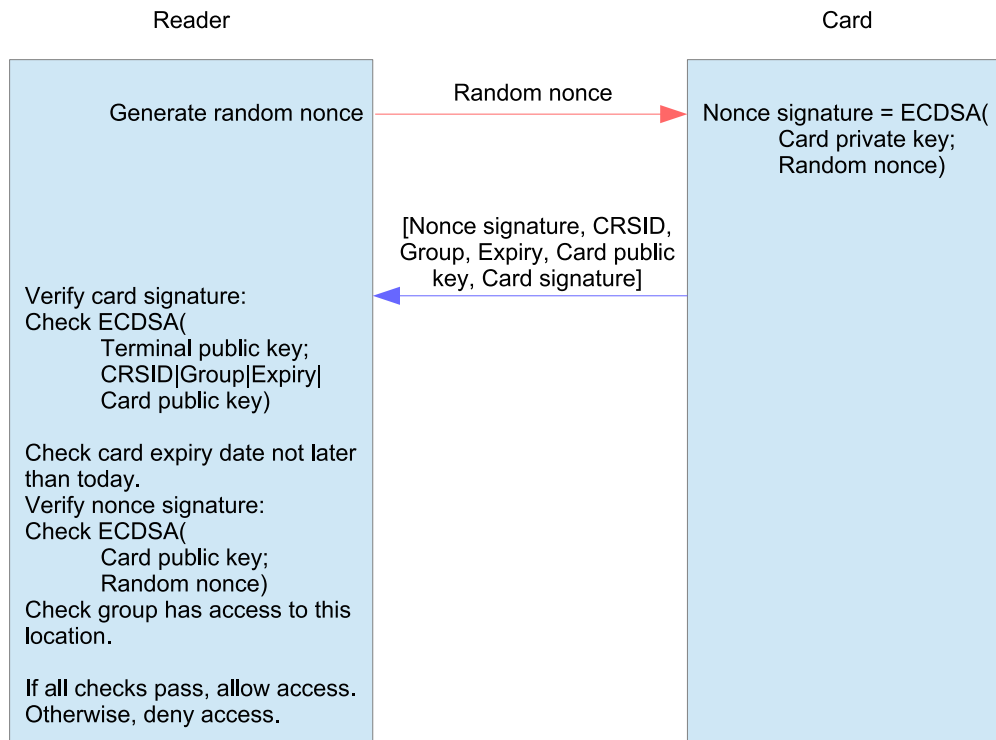 Reader
Card
Generate random nonce
Random nonce
Nonce signature = ECDSA(
Card private key;
Random nonce)
[Nonce signature, CRSID,
Group, Expiry, Card public
key, Card signature]
Verify card signature:
Check ECDSA(
Terminal public key;
CRSID|Group|Expiry|
Card public key)
Check card expiry date not later
than today.
Verify nonce signature:
Check ECDSA(
Card public key;
Random nonce)
Check group has access to this
location.
If all checks pass, allow access.
Otherwise, deny access.